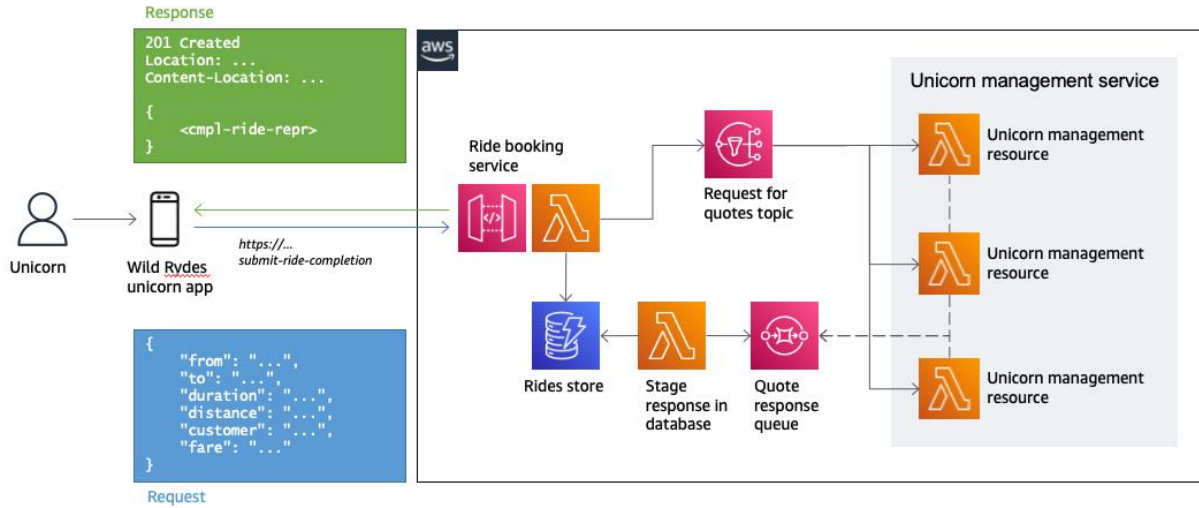 Response
201 Created
Location: ...
Content-Location: ...
{
<cmpl-ride-repr>
}
aws
Unicorn management service
Ride booking
service
Request for
quotes topic
Unicorn management
resource
Unicorn
Wild Rydes
unicorn app
https://...
submit-ride-completion
Unicorn management
resource
Rides store
Stage
response in
database
Quote
response
queue
Unicorn management
resource
{
"from": "...",
"to": "...",
"duration": "...",
"distance": "...",
"customer": "...",
"fare": "..."
}
Request